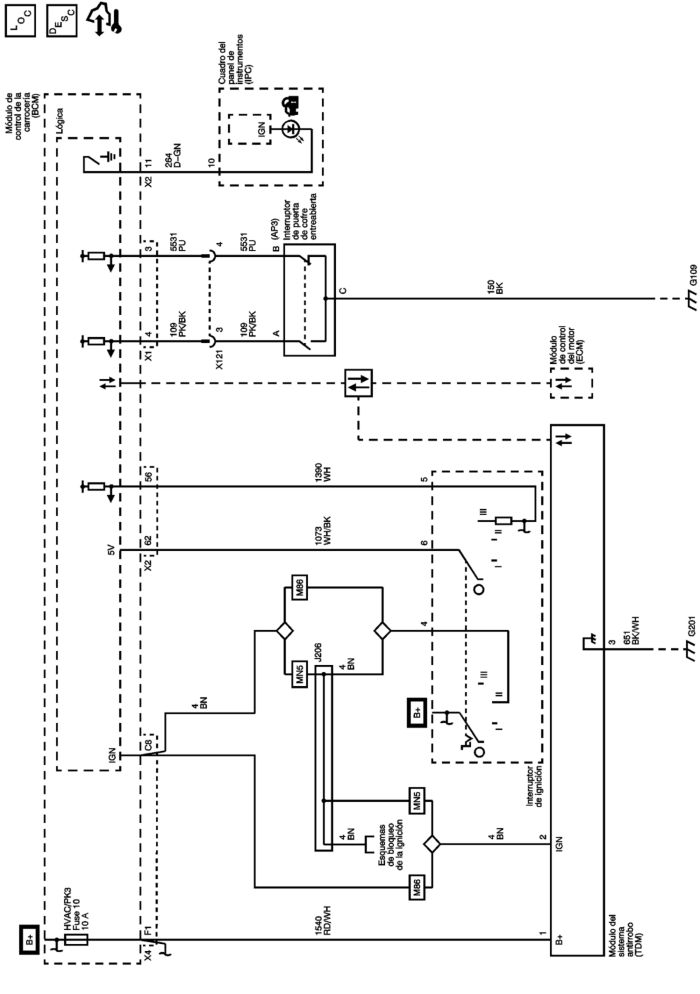 LOC
DESC
Módulo de
control de la
carrocería
(BCM)
Lógica
Cuadro del
panel de
instrumentos
(IPC)
IGN
10
264
D-GN
X2
11
(AP3)
Interruptor
de puerta
de cofre
entreabierta
3
5531
PU
4
5531
PU
B
X1
4
109
PK/BK
X121
3
109
PK/BK
A
C
150
BK
G109
Módulo
de control
del motor
(ECM)
56
1390
WH
5
5V
X2
62
1073
WH/BK
6
I
II
III
M86
MN5
J206
4
BN
4
4
BN
IGN
C8
B+
I
II
III
Interruptor
de ignición
4
BN
Esquemas
de bloqueo
de la ignición
MN5
M86
4
BN
2
IGN
3
651
BK/WH
G201
B+
HVAC/PK3
Fuse 10
10 A
X4
F1
1540
RD/WH
1
B+
Módulo del
sistema
antirrobo
(TDM)